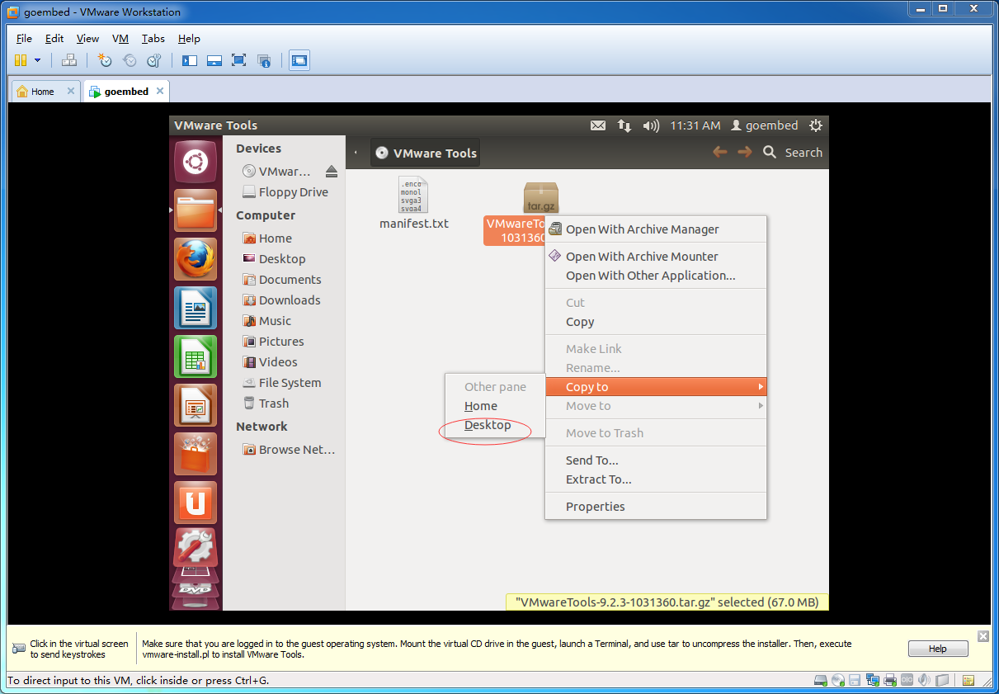 goembed - VMware Workstation
File Edit View VM Tabs Help
Home goembed
VMware Tools 11:31 AM goembed
Devices
VMwar...
Floppy Drive
Computer
Home
Desktop
Documents
Downloads
Music
Pictures
Videos
File System
Trash
Network
Browse Net...
VMware Tools Search
.enco
monol
svga3
svga4
manifest.txt
tar.gz
VMwareTo
1031360
Open With Archive Manager
Open With Archive Mounter
Open With Other Application...
Cut
Copy
Make Link
Rename...
Copy to
Move to
Move to Trash
Send To...
Extract To...
Properties
Other pane
Home
Desktop
DVD
"VMwareTools-9.2.3-1031360.tar.gz" selected (67.0 MB)
Click in the virtual screen
to send keystrokes
Make sure that you are logged in to the guest operating system. Mount the virtual CD drive in the guest, launch a Terminal, and use tar to uncompress the installer. Then, execute
vmware-install.pl to install VMware Tools.
Help
To direct input to this VM, click inside or press Ctrl+G.